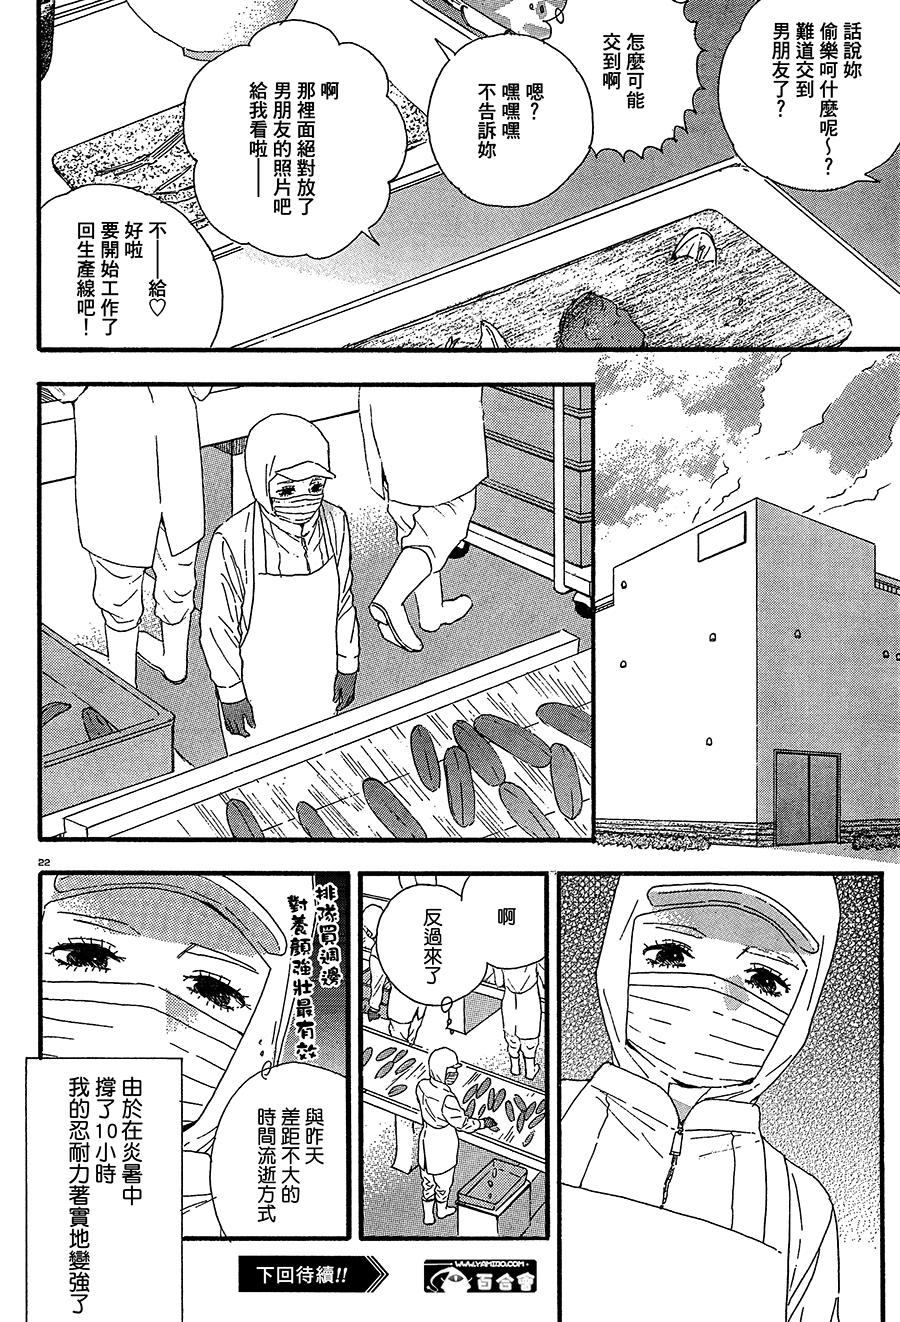 話說妳
偷樂呵什麼呢～?
難道交到
男朋友了?
怎麼可能
交到啊
嗯?
嘿嘿嘿
不告訴妳
啊
那裡面絕對放了
男朋友的照片吧
給我看啦——
不——給♡
好啦
要開始工作了
回生產線吧!
22
啊
反過來了
排隊買週邊
對養顏強壯最有效
與昨天
差距不大的
時間流逝方式
由於在炎暑中
撐了10小時
我的忍耐力著實地變強了
下回待續!!
WWW.YAMIBO.COM
百合會